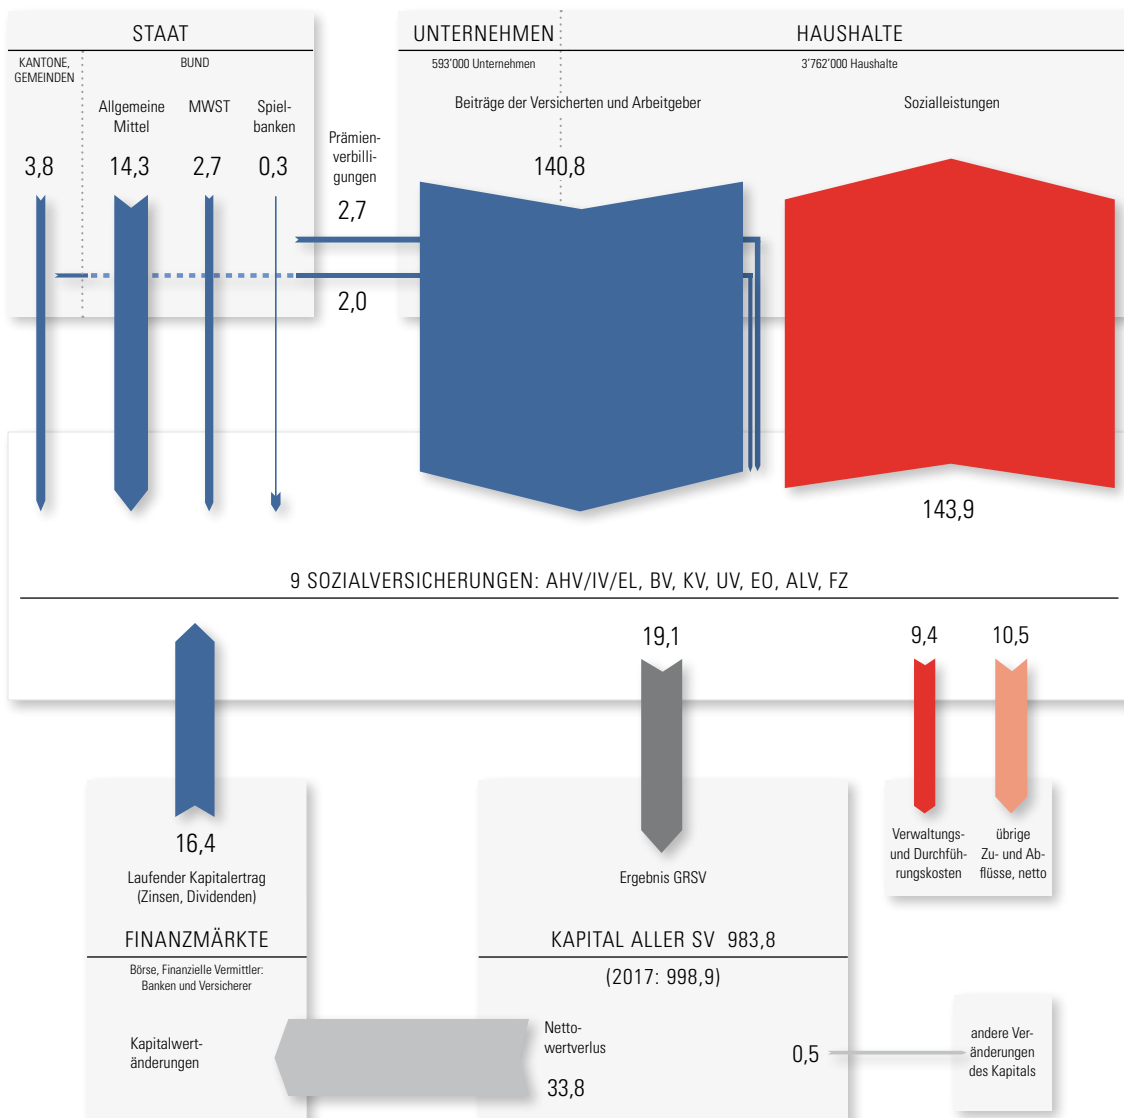 STAAT
KANTONE,
GEMEINDEN
BUND
Allgemeine
Mittel
MWST
Spiel-
banken
3,8
14,3
2,7
0,3
Prämien-
verbilli-
gungen
2,7
2,0
UNTERNEHMEN
HAUSHALTE
593'000 Unternehmen
3'762'000 Haushalte
Beiträge der Versicherten und Arbeitgeber
Sozialleistungen
140,8
143,9
9 SOZIALVERSICHERUNGEN: AHV/IV/EL, BV, KV, UV, EO, ALV, FZ
19,1
9,4
10,5
16,4
Laufender Kapitalertrag
(Zinsen, Dividenden)
Ergebnis GRSV
Verwaltungs-
und Durchfüh-
rungskosten
übrige
Zu- und Ab-
flüsse, netto
FINANZMÄRKTE
Börse, Finanzielle Vermittler:
Banken und Versicherer
KAPITAL ALLER SV 983,8
(2017: 998,9)
Kapitalwert-
änderungen
Netto-
wertverlus
33,8
0,5
andere Ver-
änderungen
des Kapitals